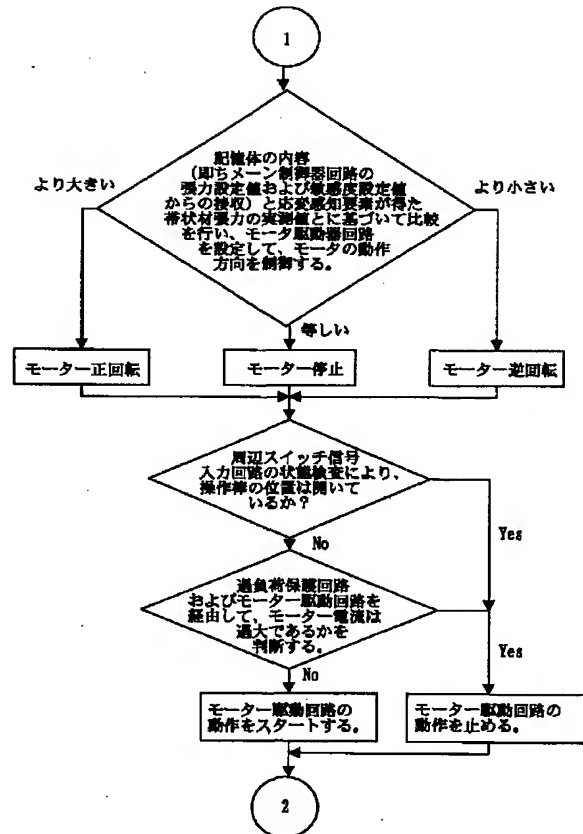 1
記憶体の内容
(即ちメーン制御器回路の
張力設定値および敏感度設定値
からの接収)と応変感知要素が得た
帯状材張力の実測値とに基づいて比較
を行い、モータ駆動器回路
を設定して、モータの動作
方向を制御する。
より大きい
より小さい
等しい
モーター正回転
モーター停止
モーター逆回転
周辺スイッチ信号
入力回路の状態検査により、
操作棒の位置は開いて
いるか?
Yes
No
過負荷保護回路
およびモーター駆動回路を
経由して、モーター電流は
過大であるかを
判断する。
Yes
No
モーター駆動回路の
動作をスタートする。
モーター駆動回路の
動作を止める。
2